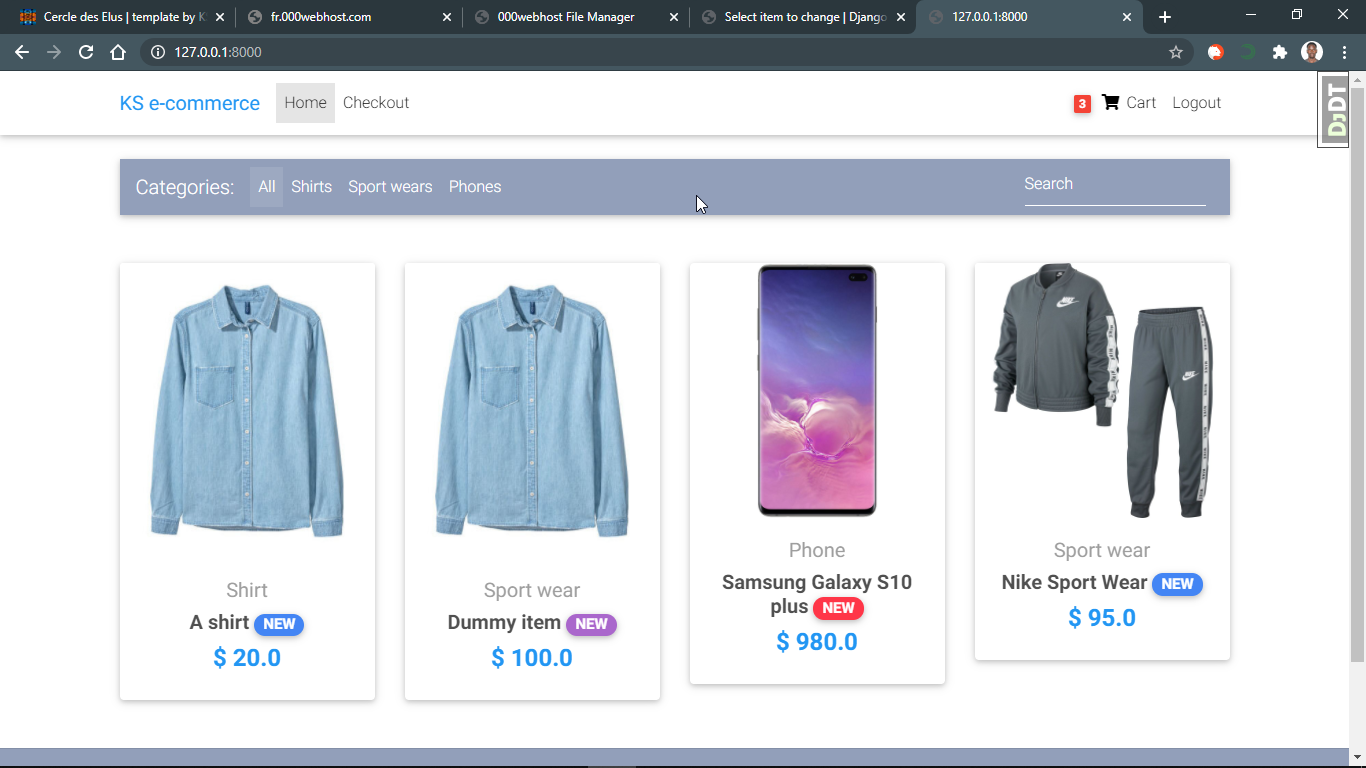 Cercle des Elus | template by K
fr.000webhost.com
000webhost File Manager
Select item to change | Django
127.0.0.1:8000
127.0.0.1:8000
KS e-commerce
Home
Checkout
3
Cart
Logout
DJDT
Categories:
All
Shirts
Sport wears
Phones
Search
NIKE
NIKE
Shirt
A shirt NEW
$ 20.0
Sport wear
Dummy item NEW
$ 100.0
Phone
Samsung Galaxy S10
plus NEW
$ 980.0
Sport wear
Nike Sport Wear NEW
$ 95.0